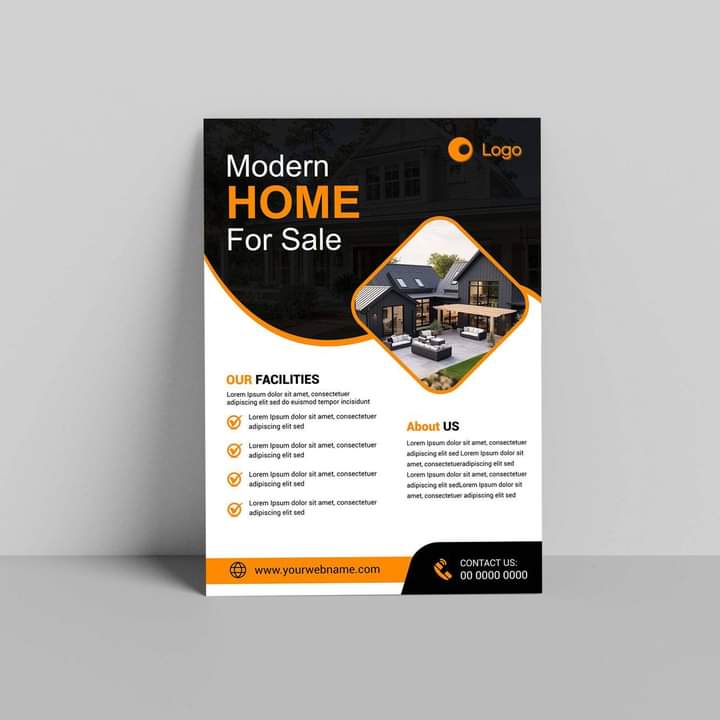 Modern
HOME
For Sale
Logo
OUR FACILITIES
Lorem Ipsum dolor sit amet, consectetuer
adipiscing elit sed do euismod tempor incisidunt
Lorem Ipsum dolor sit amet, consectetuer
adipiscing elit sed
Lorem Ipsum dolor sit amet, consectetuer
adipiscing elit sed
Lorem Ipsum dolor sit amet, consectetuer
adipiscing elit sed
Lorem Ipsum dolor sit amet, consectetuer
adipiscing elit sed
About US
Lorem Ipsum dolor sit amet, consectetuer
adipiscing elit sed Lorem Ipsum dolor sit
amet, consectetueradipiscing elit sed
Lorem Ipsum dolor sit amet, consectetuer
adipiscing elit sedLorem Ipsum dolor sit
amet, consectetuer adipiscing elit sed
www.yourwebname.com
CONTACT US:
00 0000 0000